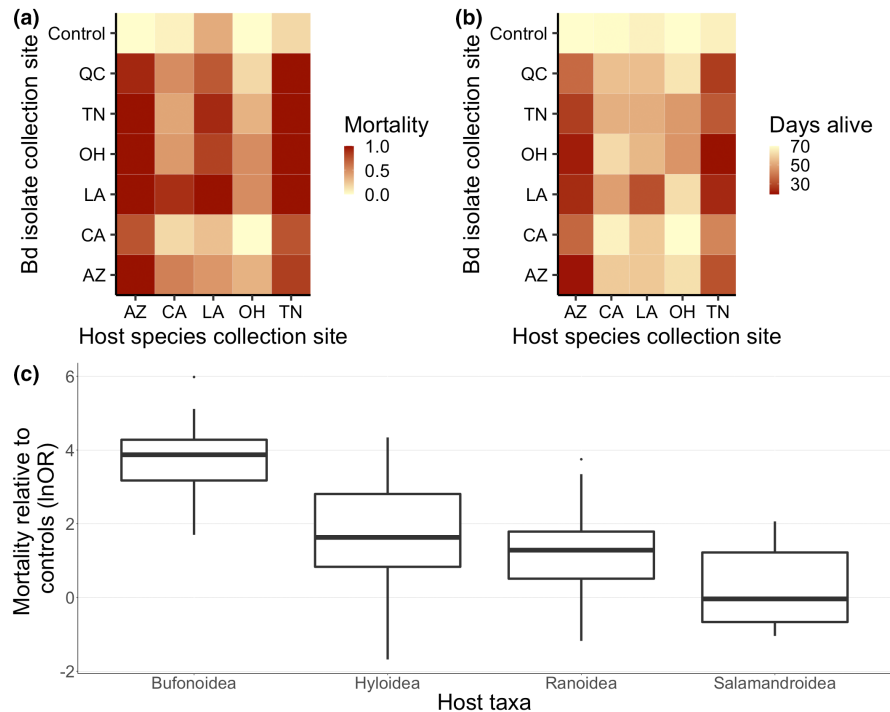 (a)
Control
QC
TN
OH
LA
CA
AZ
Bd isolate collection site
AZ CA LA OH TN
Host species collection site
Mortality
1.0
0.5
0.0
(b)
Control
QC
TN
OH
LA
CA
AZ
Bd isolate collection site
AZ CA LA OH TN
Host species collection site
Days alive
70
50
30
(c)
6
4
2
0
-2
Mortality relative to
controls (lnOR)
Bufonoidea Hyloidea Ranoidea Salamandroidea
Host taxa